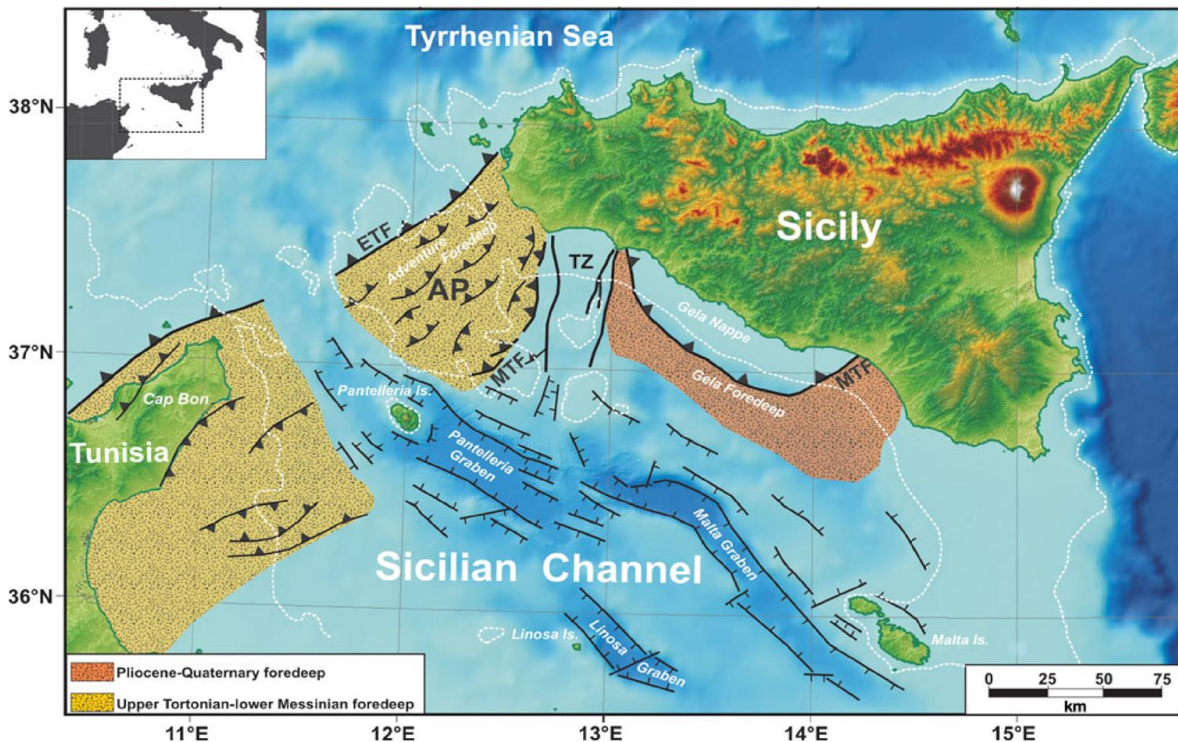 Tyrrhenian Sea
38°N
37°N
36°N
Sicily
ETF
Adventure
Foredeep
AP
TZ
MTF
Gela Nappe
Gela Foredeep
MTF
Cap Bon
Tunisia
Pantelleria Is.
Pantelleria
Graben
Malta Graben
Sicilian Channel
Linosa Is.
Linosa
Graben
Malta Is.
Pliocene-Quaternary foredeep
Upper Tortonian-lower Messinian foredeep
0 25 50 75
km
11°E 12°E 13°E 14°E 15°E